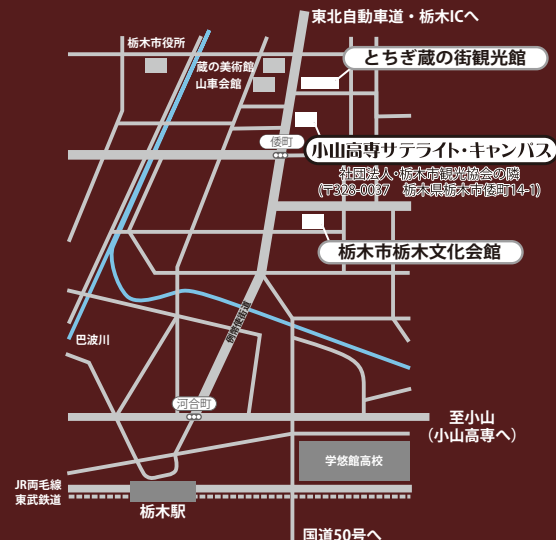 東北自動車道・栃木ICへ
栃木市役所
とちぎ蔵の街観光館
蔵の美術館
山車会館
倭町
小山高専サテライト・キャンパス
社団法人・栃木市観光協会の隣
(〒328-0037　栃木県栃木市倭町14-1)
栃木市栃木文化会館
例幣使街道
巴波川
河合町
至小山
(小山高専へ)
学悠館高校
JR両毛線
東武鉄道
栃木駅
国道50号へ